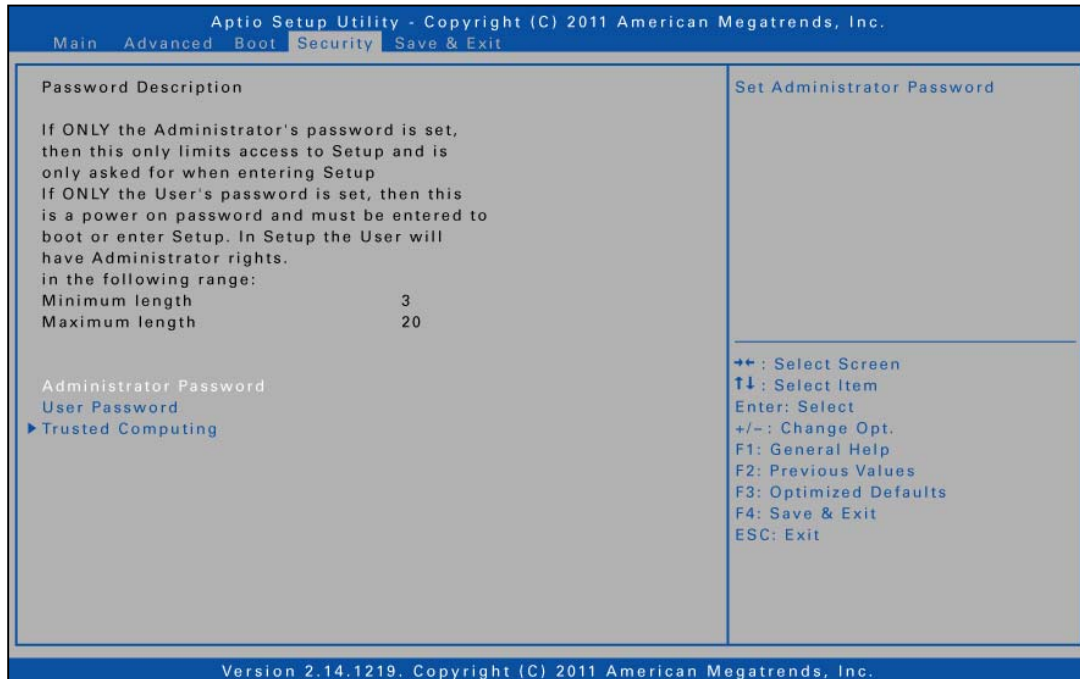 Aptio Setup Utility - Copyright (C) 2011 American Megatrends, Inc.
Main Advanced Boot Security Save & Exit
Password Description
If ONLY the Administrator's password is set,
then this only limits access to Setup and is
only asked for when entering Setup
If ONLY the User's password is set, then this
is a power on password and must be entered to
boot or enter Setup. In Setup the User will
have Administrator rights.
in the following range:
Minimum length 3
Maximum length 20
Administrator Password
User Password
▶ Trusted Computing
Set Administrator Password
→← : Select Screen
↑↓ : Select Item
Enter: Select
+/– : Change Opt.
F1: General Help
F2: Previous Values
F3: Optimized Defaults
F4: Save & Exit
ESC: Exit
Version 2.14.1219. Copyright (C) 2011 American Megatrends, Inc.